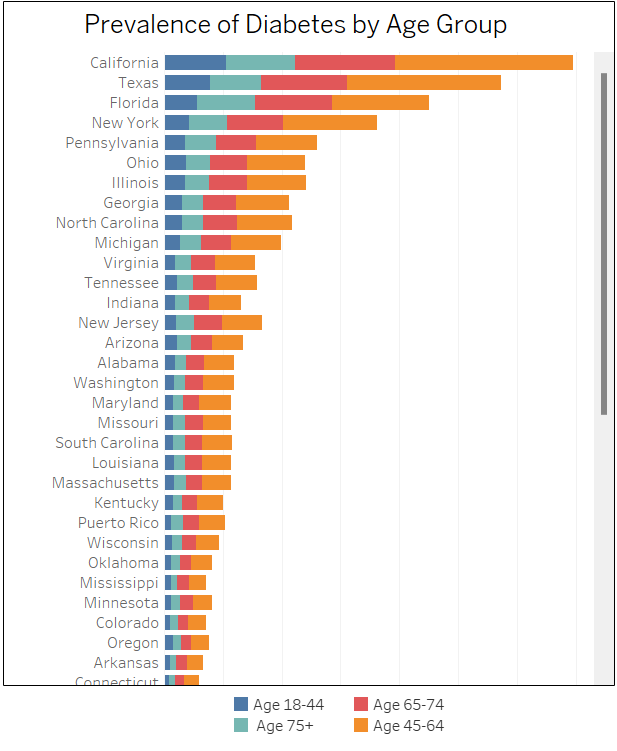 Prevalence of Diabetes by Age Group
California
Texas
Florida
New York
Pennsylvania
Ohio
Illinois
Georgia
North Carolina
Michigan
Virginia
Tennessee
Indiana
New Jersey
Arizona
Alabama
Washington
Maryland
Missouri
South Carolina
Louisiana
Massachusetts
Kentucky
Puerto Rico
Wisconsin
Oklahoma
Mississippi
Minnesota
Colorado
Oregon
Arkansas
Connecticut
Age 18-44 Age 65-74
Age 75+ Age 45-64